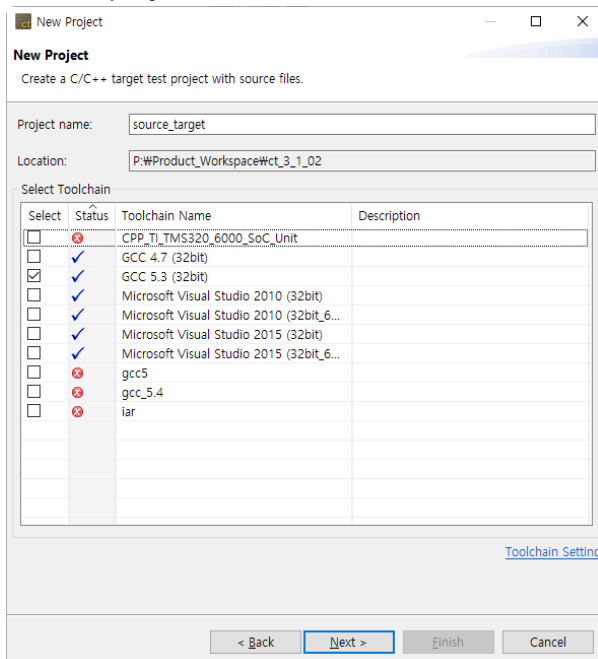 New Project
New Project
Create a C/C++ target test project with source files.
Project name: source_target
Location: P:₩Product_Workspace₩ct_3_1_02
Select Toolchain
Select Status Toolchain Name Description
CPP_TI_TMS320_6000_SoC_Unit
GCC 4.7 (32bit)
GCC 5.3 (32bit)
Microsoft Visual Studio 2010 (32bit)
Microsoft Visual Studio 2010 (32bit_6...
Microsoft Visual Studio 2015 (32bit)
Microsoft Visual Studio 2015 (32bit_6...
gcc5
gcc_5.4
iar
Toolchain Setting
< Back Next > Finish Cancel